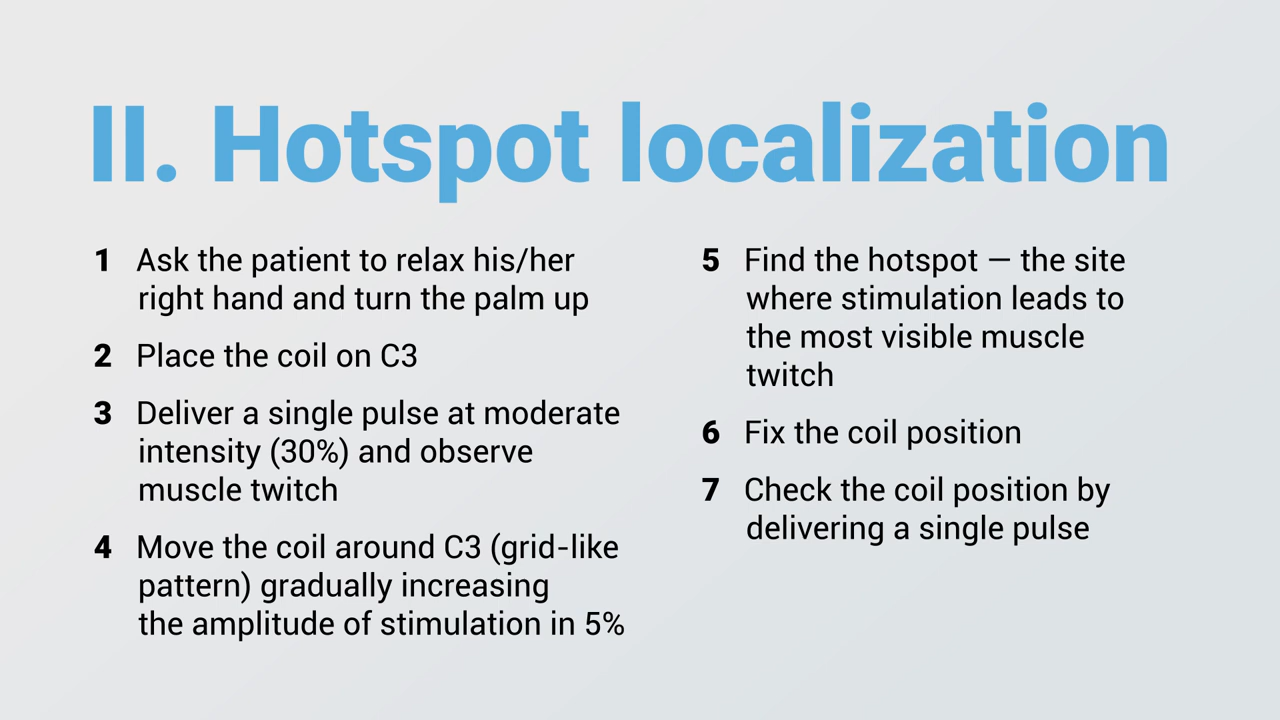 II. Hotspot localization
1 Ask the patient to relax his/her
right hand and turn the palm up
2 Place the coil on C3
3 Deliver a single pulse at moderate
intensity (30%) and observe
muscle twitch
4 Move the coil around C3 (grid-like
pattern) gradually increasing
the amplitude of stimulation in 5%
5 Find the hotspot — the site
where stimulation leads to
the most visible muscle
twitch
6 Fix the coil position
7 Check the coil position by
delivering a single pulse